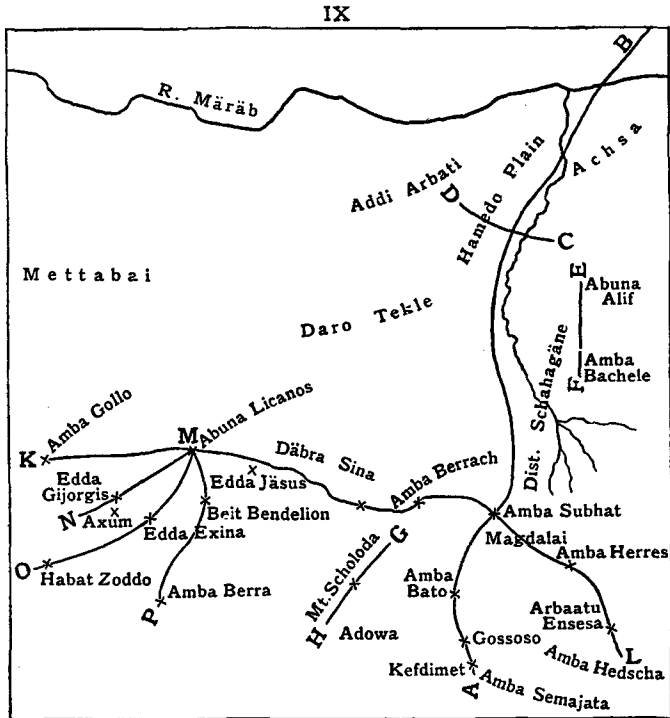 IX
B
R. Märäb
Achsa
Hamedo Plain
Addi Arbati
D
C
Mettabai
E
Abuna
Alif
Daro Tekle
Dist. Schahagäne
Amba
Bachele
F
Amba Gollo
Abuna Licanos
M
K
Däbra Sina
Edda
Gijorgis
Edda Jäsus
Amba Berrach
N
Axum
Beit Bendelion
Amba Subhat
Edda Exina
Magdalai
G
Amba Herres
O
Habat Zoddo
Mt. Scholoda
Amba
Bato
P
Amba Berra
Arbaatu
Ensesa
H
Adowa
Gossoso
L
Amba Hedscha
Kefdimet
A
Amba Semajata